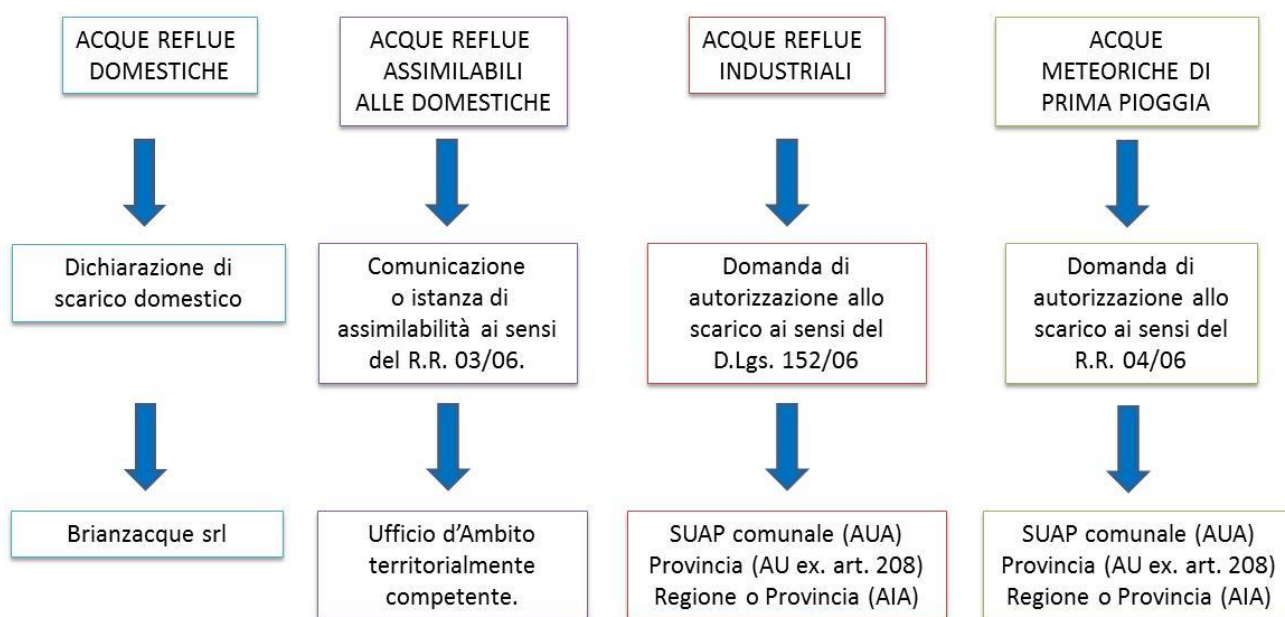 ACQUE REFLUE
DOMESTICHE
ACQUE REFLUE
ASSIMILABILI
ALLE DOMESTICHE
ACQUE REFLUE
INDUSTRIALI
ACQUE
METEORICHE DI
PRIMA PIOGGIA
Dichiarazione di
scarico domestico
Comunicazione
o istanza di
assimilabilità ai sensi
del R.R. 03/06.
Domanda di
autorizzazione allo
scarico ai sensi del
D.Lgs. 152/06
Domanda di
autorizzazione allo
scarico ai sensi del
R.R. 04/06
Brianzacque srl
Ufficio d'Ambito
territorialmente
competente.
SUAP comunale (AUA)
Provincia (AU ex. art. 208)
Regione o Provincia (AIA)
SUAP comunale (AUA)
Provincia (AU ex. art. 208)
Regione o Provincia (AIA)